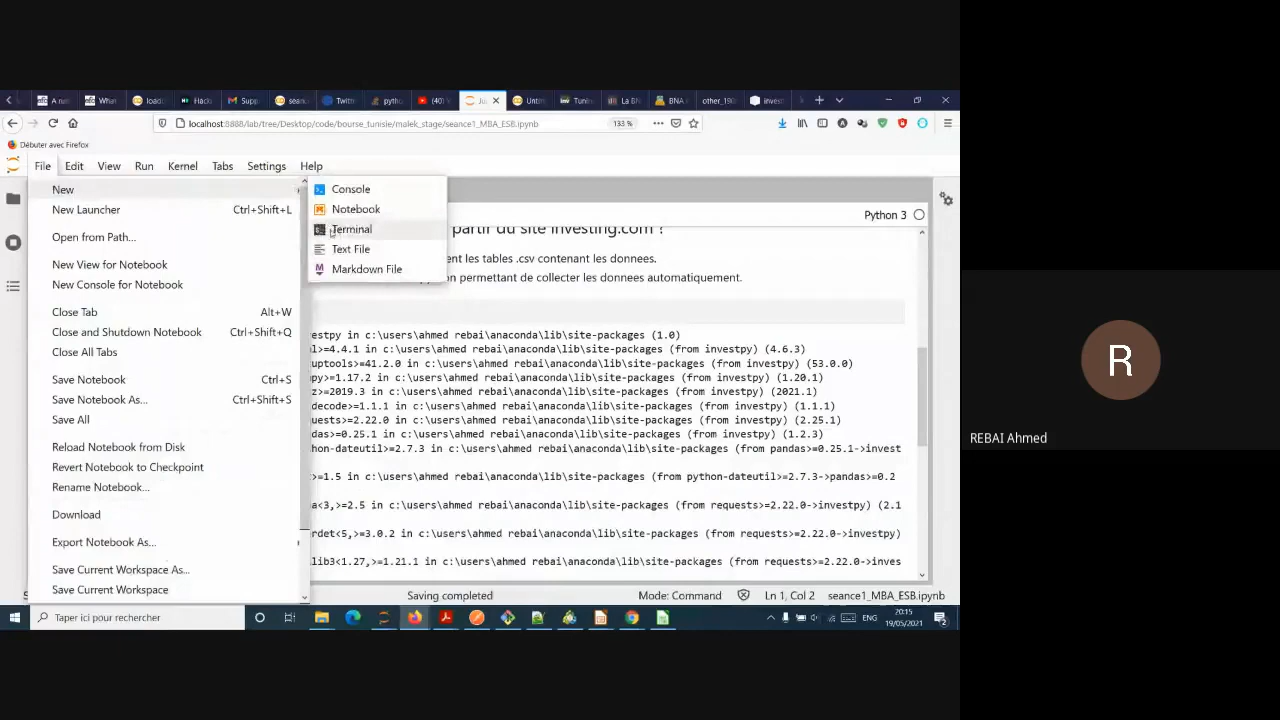 A nat
What
load
Hack
Supp
sean
Twitt
pytho
(40) Y
Ju
Untit
Tunis
La BN
BNA
other_198
invest
localhost:8888/lab/tree/Desktop/code/bourse_tunisie/malek_stage/seance1_MBA_ESB.ipynb
133 %
Débuter avec Firefox
File Edit View Run Kernel Tabs Settings Help
New
New Launcher Ctrl+Shift+L
Open from Path...
New View for Notebook
New Console for Notebook
Close Tab Alt+W
Close and Shutdown Notebook Ctrl+Shift+Q
Close All Tabs
Save Notebook Ctrl+S
Save Notebook As... Ctrl+Shift+S
Save All
Reload Notebook from Disk
Revert Notebook to Checkpoint
Rename Notebook...
Download
Export Notebook As...
Save Current Workspace As...
Save Current Workspace
Console
Notebook
Terminal
Text File
Markdown File
Python 3
partir du site investing.com ?
ent les tables .csv contenant les donnees.
permettant de collecter les donnees automatiquement.
estpy in c:\users\ahmed rebai\anaconda\lib\site-packages (1.0)
l>=4.4.1 in c:\users\ahmed rebai\anaconda\lib\site-packages (from investpy) (4.6.3)
uptools>=41.2.0 in c:\users\ahmed rebai\anaconda\lib\site-packages (from investpy) (53.0.0)
py>=1.17.2 in c:\users\ahmed rebai\anaconda\lib\site-packages (from investpy) (1.20.1)
z>=2019.3 in c:\users\ahmed rebai\anaconda\lib\site-packages (from investpy) (2021.1)
decode>=1.1.1 in c:\users\ahmed rebai\anaconda\lib\site-packages (from investpy) (1.1.1)
uests>=2.22.0 in c:\users\ahmed rebai\anaconda\lib\site-packages (from investpy) (2.25.1)
das>=0.25.1 in c:\users\ahmed rebai\anaconda\lib\site-packages (from investpy) (1.2.3)
hon-dateutil>=2.7.3 in c:\users\ahmed rebai\anaconda\lib\site-packages (from pandas>=0.25.1->invest
>=1.5 in c:\users\ahmed rebai\anaconda\lib\site-packages (from python-dateutil>=2.7.3->pandas>=0.2
a<3,>=2.5 in c:\users\ahmed rebai\anaconda\lib\site-packages (from requests>=2.22.0->investpy) (2.1
rdet<5,>=3.0.2 in c:\users\ahmed rebai\anaconda\lib\site-packages (from requests>=2.22.0->investpy)
lib3<1.27,>=1.21.1 in c:\users\ahmed rebai\anaconda\lib\site-packages (from requests>=2.22.0->inves
Saving completed
Mode: Command
Ln 1, Col 2
seance1_MBA_ESB.ipynb
Taper ici pour rechercher
ENG
20:15
19/05/2021
2
R
REBAI Ahmed